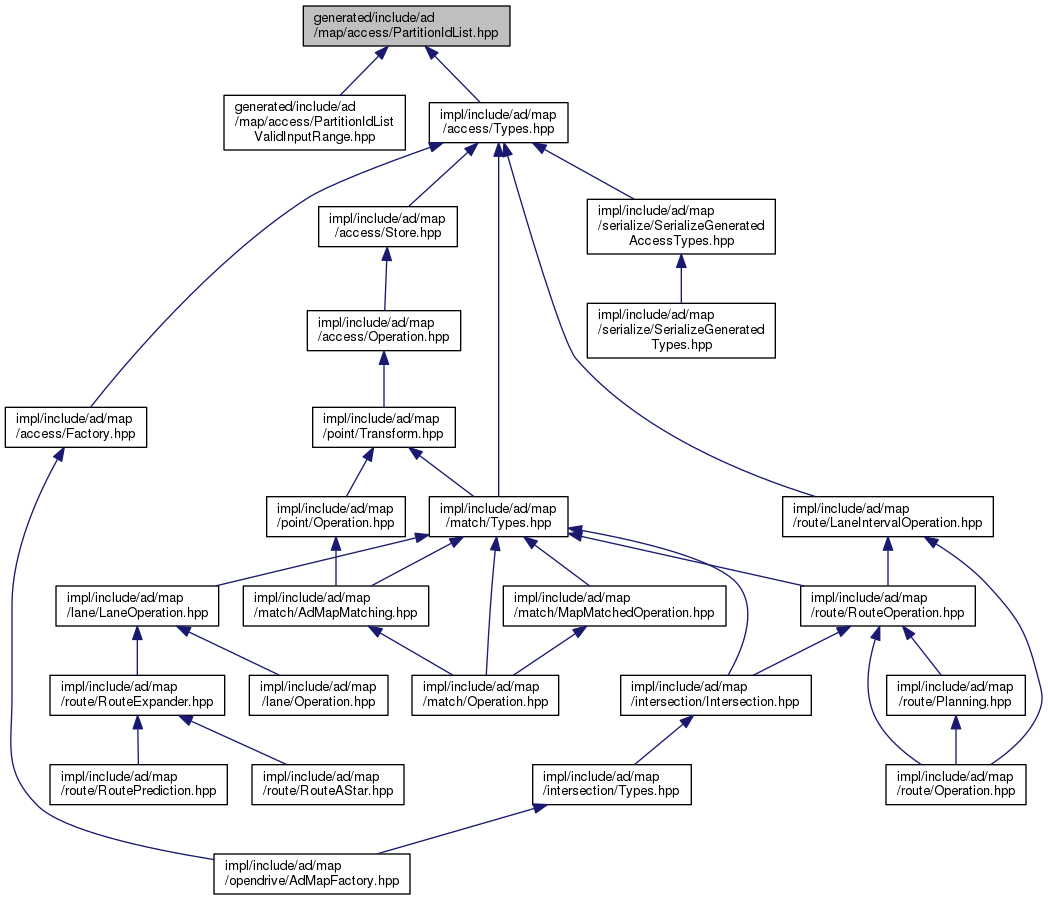 generated/include/ad
/map/access/PartitionIdList.hpp
generated/include/ad
/map/access/PartitionIdList
ValidInputRange.hpp
impl/include/ad/map
/access/Types.hpp
impl/include/ad/map
/access/Store.hpp
impl/include/ad/map
/serialize/SerializeGenerated
AccessTypes.hpp
impl/include/ad/map
/access/Operation.hpp
impl/include/ad/map
/serialize/SerializeGenerated
Types.hpp
impl/include/ad/map
/access/Factory.hpp
impl/include/ad/map
/point/Transform.hpp
impl/include/ad/map
/point/Operation.hpp
impl/include/ad/map
/match/Types.hpp
impl/include/ad/map
/route/LaneIntervalOperation.hpp
impl/include/ad/map
/lane/LaneOperation.hpp
impl/include/ad/map
/match/AdMapMatching.hpp
impl/include/ad/map
/match/MapMatchedOperation.hpp
impl/include/ad/map
/route/RouteOperation.hpp
impl/include/ad/map
/route/RouteExpander.hpp
impl/include/ad/map
/lane/Operation.hpp
impl/include/ad/map
/match/Operation.hpp
impl/include/ad/map
/intersection/Intersection.hpp
impl/include/ad/map
/route/Planning.hpp
impl/include/ad/map
/route/RoutePrediction.hpp
impl/include/ad/map
/route/RouteAStar.hpp
impl/include/ad/map
/intersection/Types.hpp
impl/include/ad/map
/route/Operation.hpp
impl/include/ad/map
/opendrive/AdMapFactory.hpp